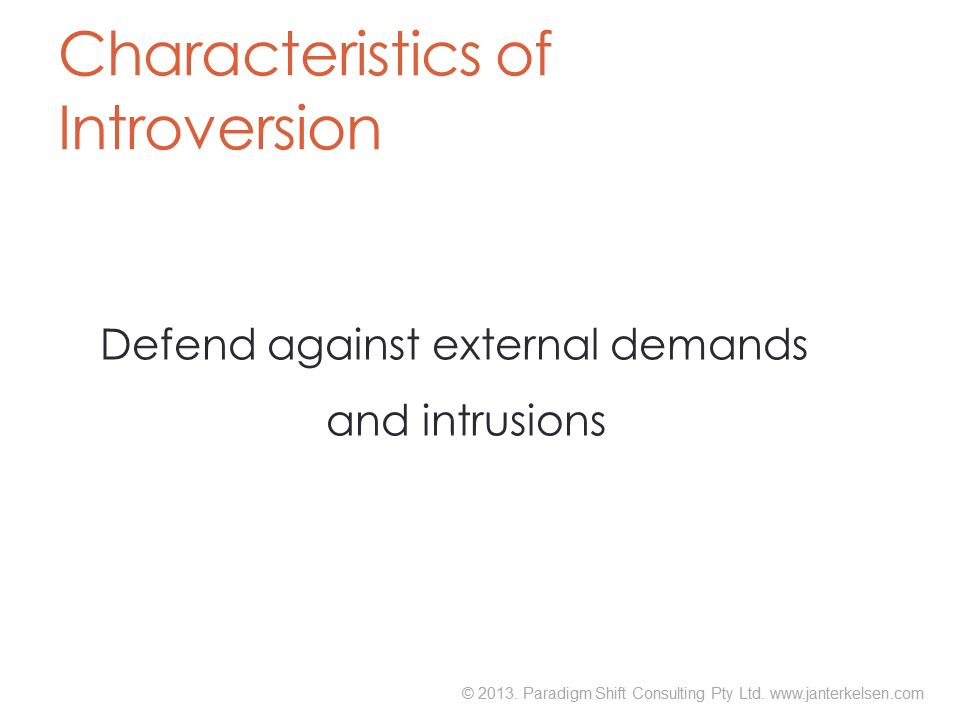 Characteristics of
Introversion
Defend against external demands
and intrusions
© 2013. Paradigm Shift Consulting Pty Ltd. www.janterkelsen.com